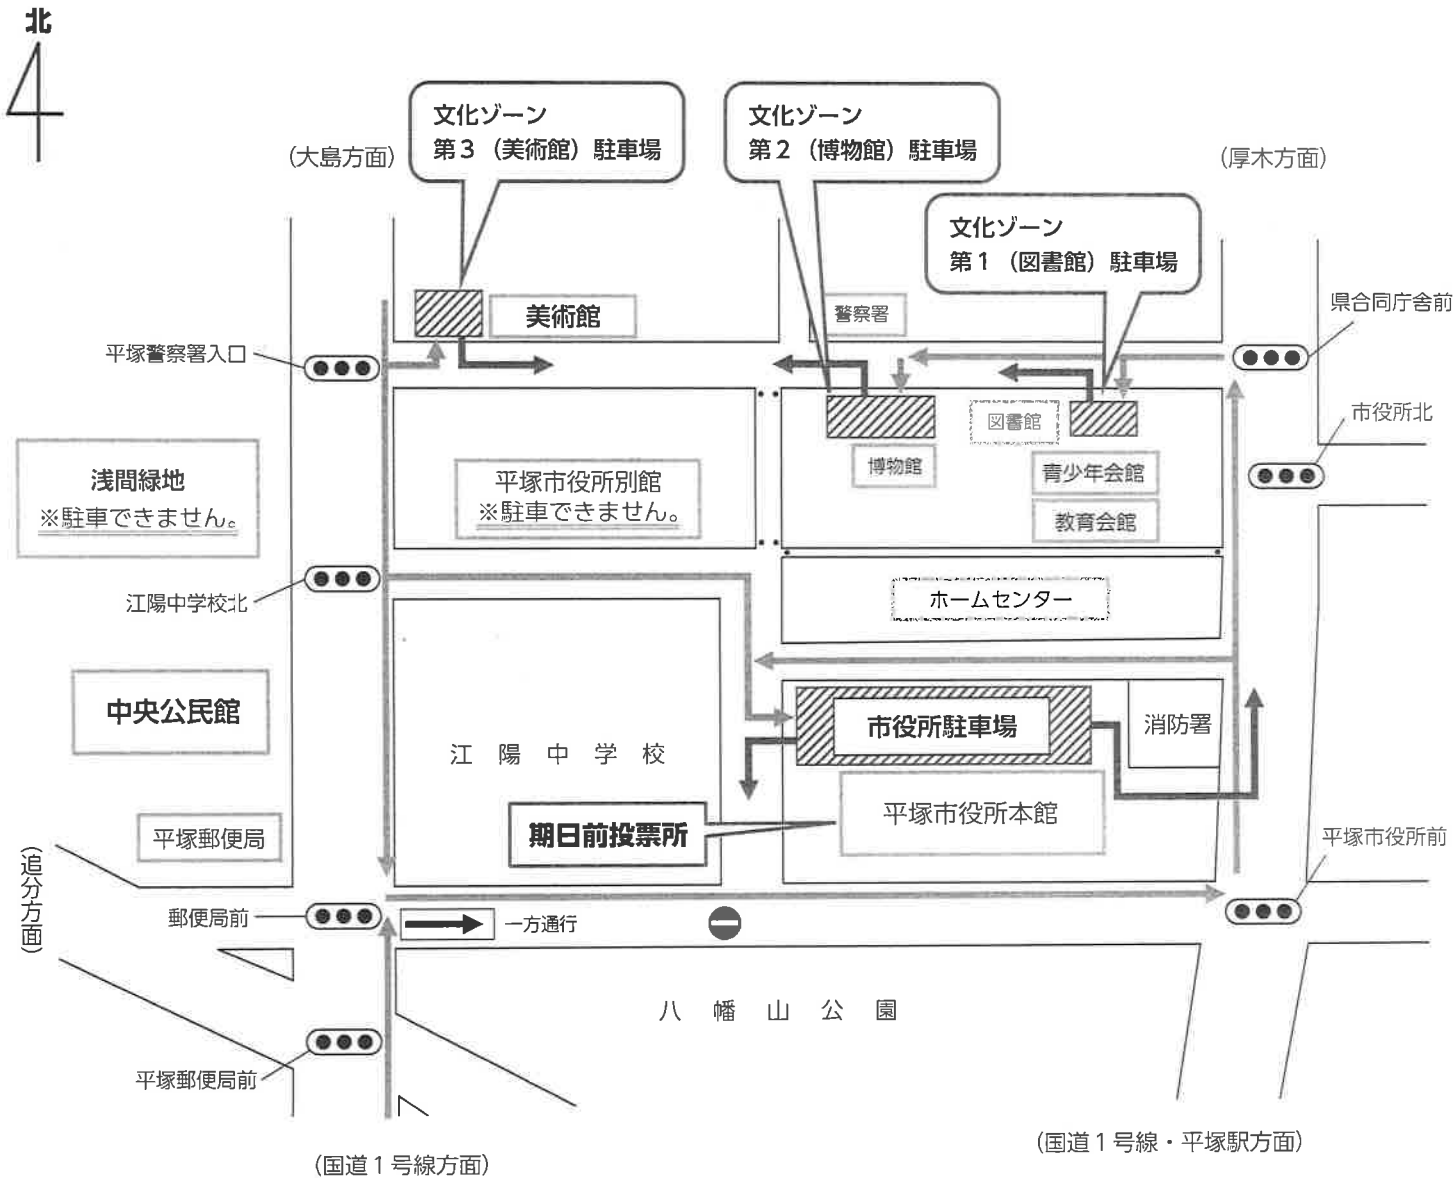 北
文化ゾーン
第3（美術館）駐車場
文化ゾーン
第2（博物館）駐車場
（大島方面）
（厚木方面）
文化ゾーン
第1（図書館）駐車場
美術館
警察署
県合同庁舎前
平塚警察署入口
市役所北
図書館
博物館
青少年会館
教育会館
浅間緑地
※駐車できません。
平塚市役所別館
※駐車できません。
江陽中学校北
ホームセンター
中央公民館
市役所駐車場
消防署
江陽中学校
平塚市役所本館
期日前投票所
平塚郵便局
平塚市役所前
（追分方面）
郵便局前
一方通行
八幡山公園
平塚郵便局前
（国道1号線・平塚駅方面）
（国道1号線方面）